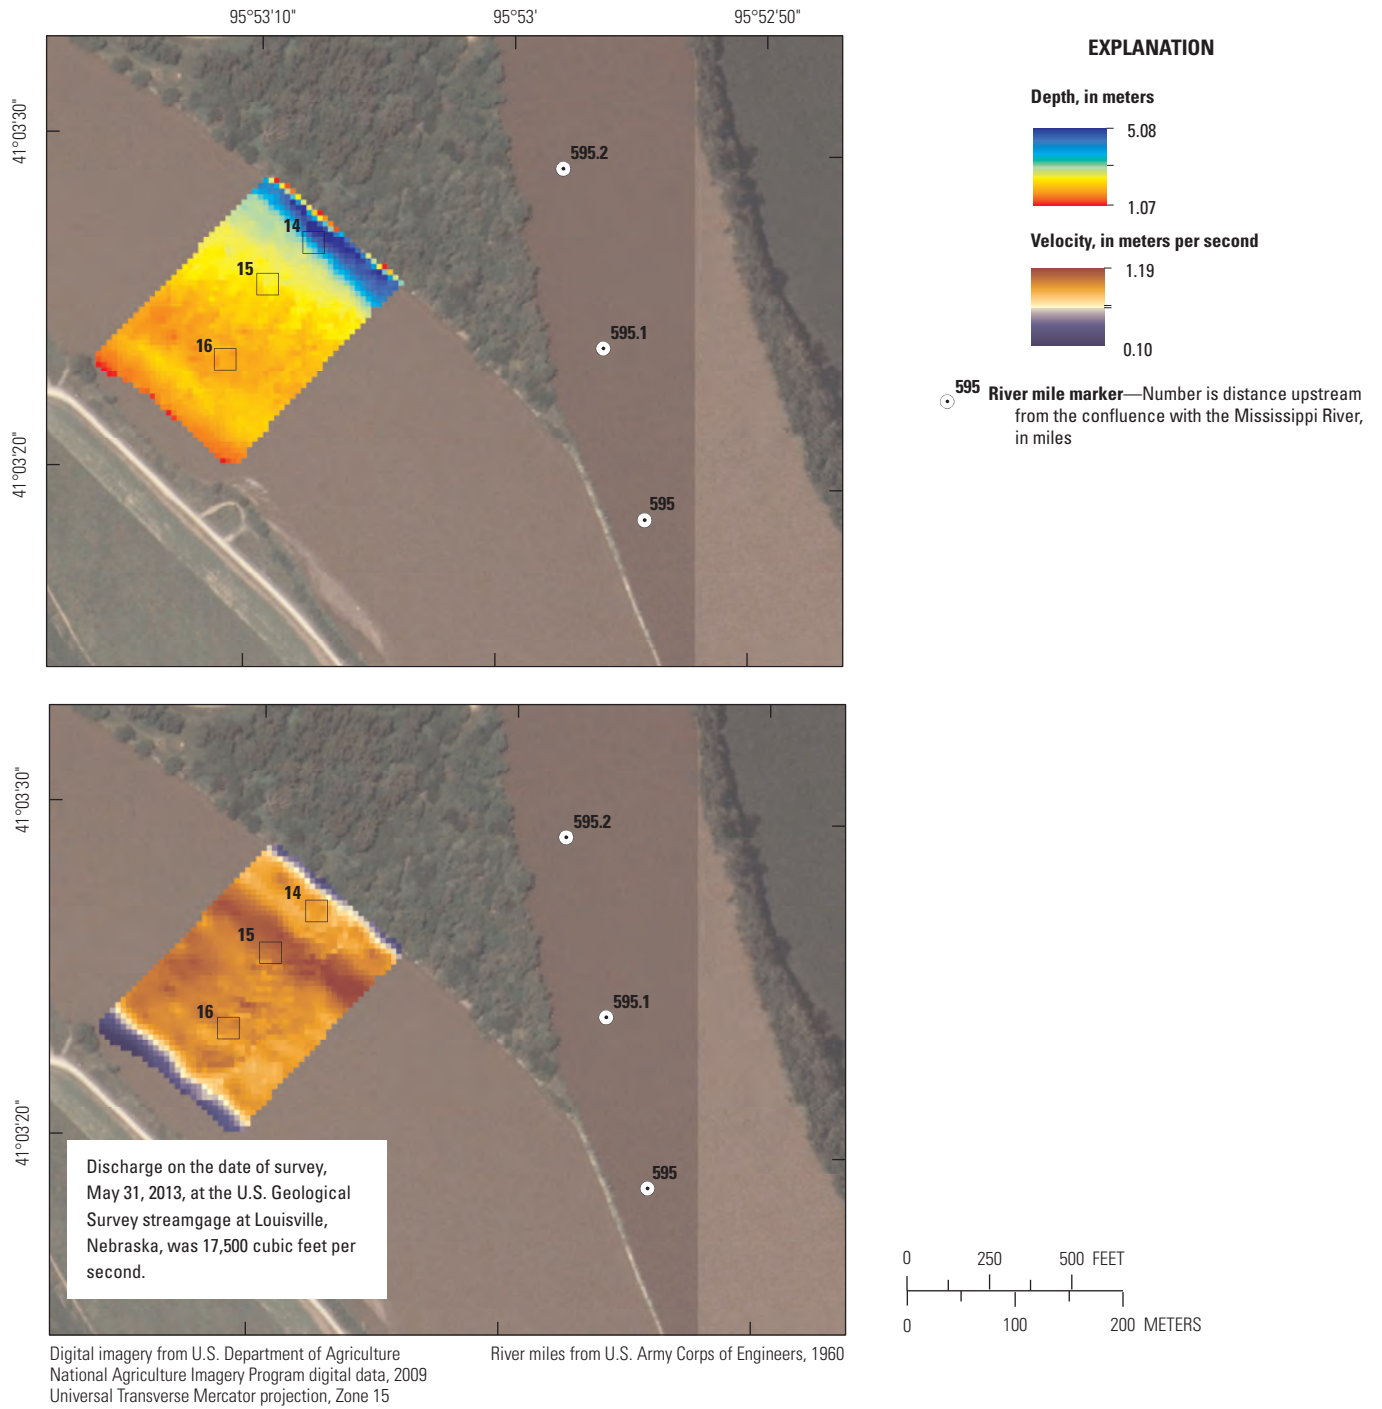 95°53'10"
95°53'
95°52'50"
41°03'30"
41°03'20"
595.2
595.1
595
14
15
16
EXPLANATION
Depth, in meters
5.08
1.07
Velocity, in meters per second
1.19
0.10
595 River mile marker—Number is distance upstream
from the confluence with the Mississippi River,
in miles
41°03'30"
41°03'20"
595.2
595.1
595
14
15
16
Discharge on the date of survey,
May 31, 2013, at the U.S. Geological
Survey streamgage at Louisville,
Nebraska, was 17,500 cubic feet per
second.
0 250 500 FEET
0 100 200 METERS
Digital imagery from U.S. Department of Agriculture
National Agriculture Imagery Program digital data, 2009
Universal Transverse Mercator projection, Zone 15
River miles from U.S. Army Corps of Engineers, 1960